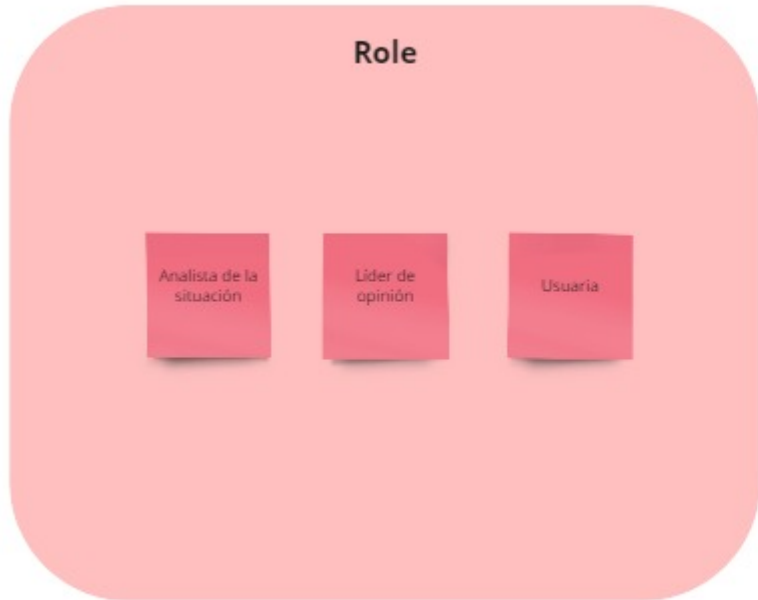 Role
Analista de la
situación
Líder de
opinión
Usuaria